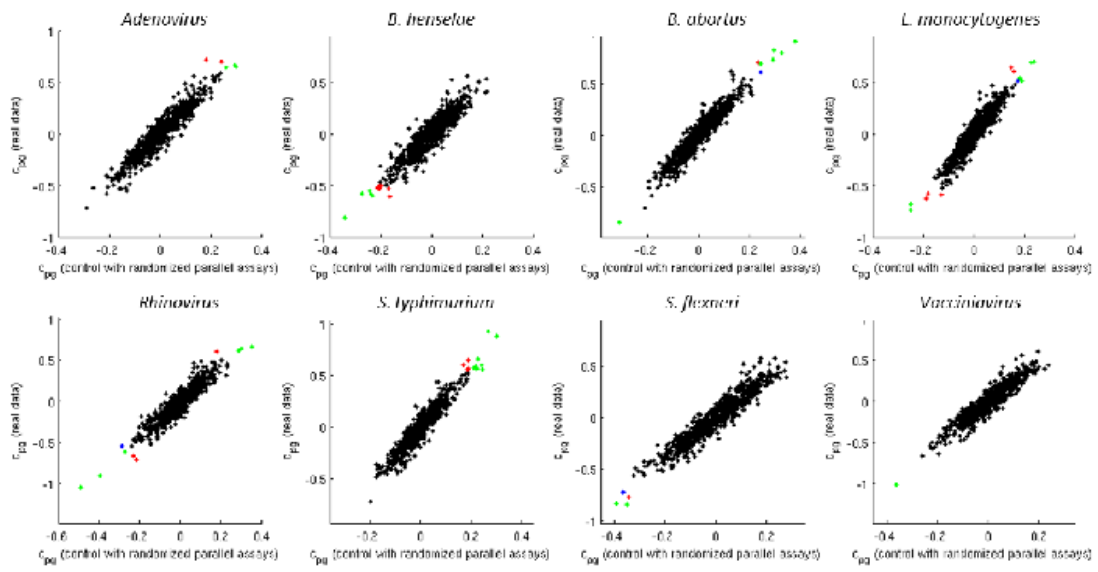 Adenovirus
B. henselae
B. abortus
L. monocytogenes
1
0.5
0
-0.5
-1
c_pg (real data)
-0.4 -0.2 0 0.2 0.4
c_pg (control with randomized parallel assays)
1
0.5
0
-0.5
-1
c_pg (real data)
-0.4 -0.2 0 0.2 0.4
c_pg (control with randomized parallel assays)
1
0.5
0
-0.5
-1
c_pg (real data)
-0.2 0 0.2 0.4
c_pg (control with randomized parallel assays)
0.5
0
-0.5
-1
c_pg (real data)
-0.4 -0.2 0 0.2 0.4
c_pg (control with randomized parallel assays)
Rhinovirus
S. typhimurium
S. flexneri
Vacciniavirus
0.5
0
-0.5
-1
c_pg (real data)
-0.6 -0.4 -0.2 0 0.2 0.4
c_pg (control with randomized parallel assays)
1
0.5
0
-0.5
c_pg (real data)
-0.2 0 0.2 0.4
c_pg (control with randomized parallel assays)
0.5
0
-0.5
-1
c_pg (real data)
-0.4 -0.2 0 0.2
c_pg (control with randomized parallel assays)
0.5
0
-0.5
-1
c_pg (real data)
-0.4 -0.2 0 0.2
c_pg (control with randomized parallel assays)